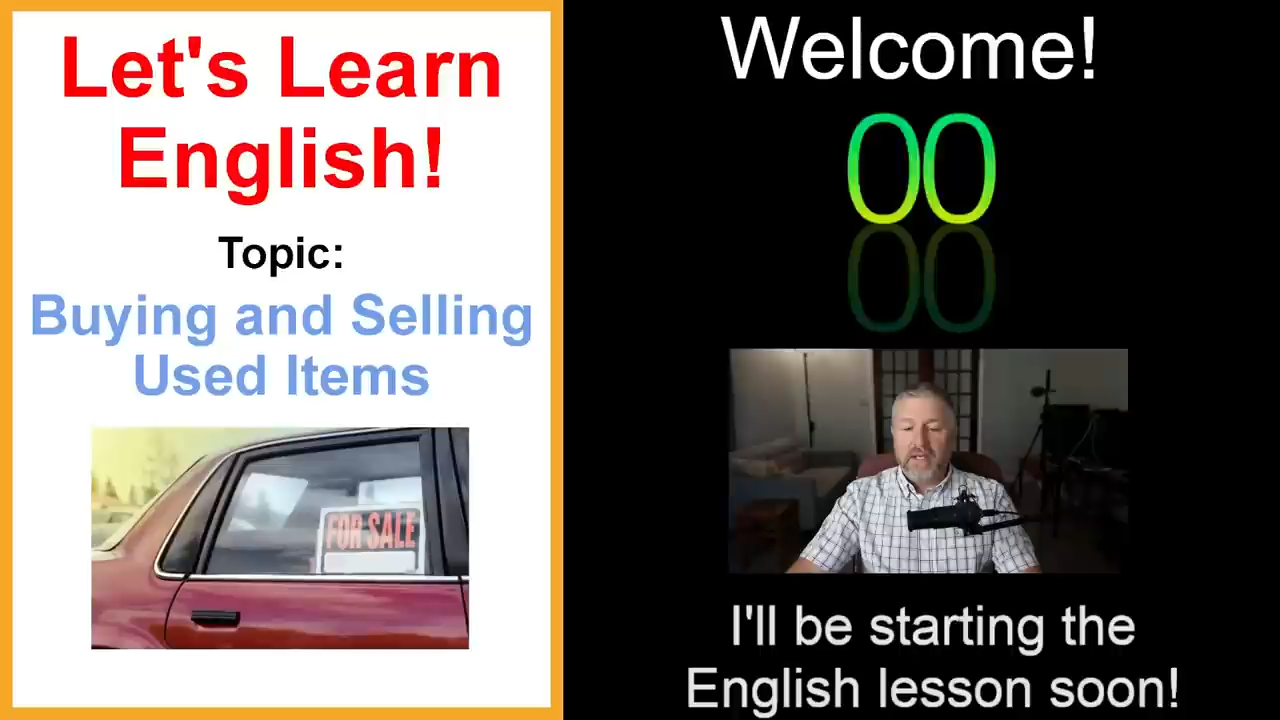 Let's Learn
English!
Topic:
Buying and Selling
Used Items
FOR SALE
Welcome!
00
I'll be starting the
English lesson soon!